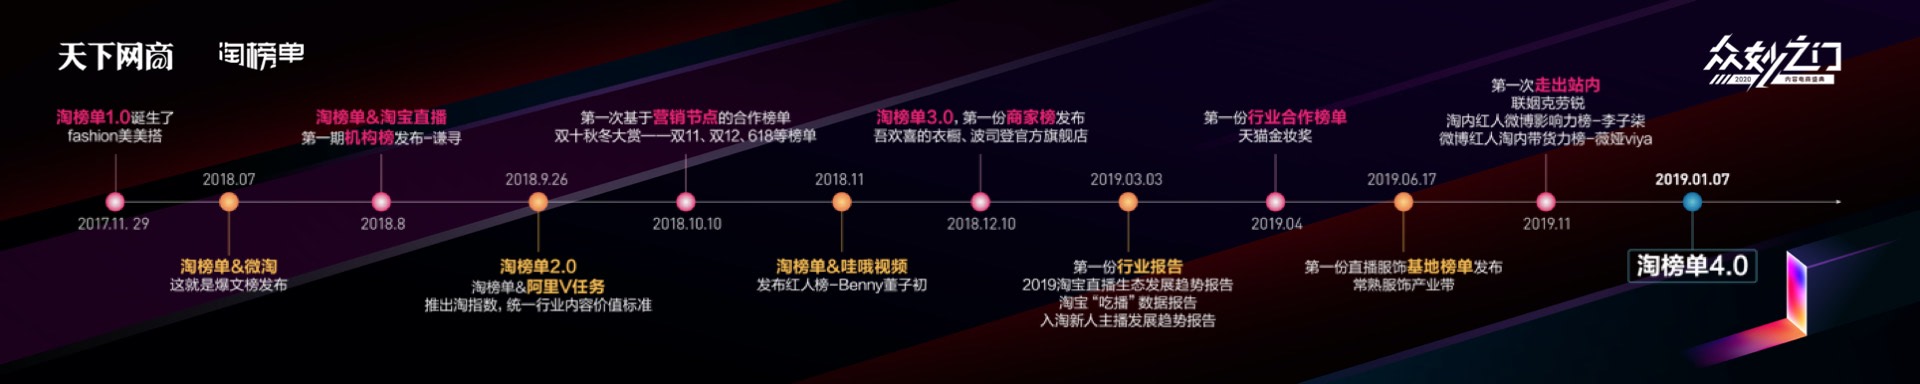 天下网商
淘榜单
众妙之门
2020
内容电商盛典
淘榜单1.0诞生了
fashion美美搭
2017.11. 29
2018.07
淘榜单&微淘
这就是爆文榜发布
淘榜单&淘宝直播
第一期机构榜发布-谦寻
2018.8
2018.9.26
淘榜单2.0
淘榜单&阿里V任务
推出淘指数, 统一行业内容价值标准
第一次基于营销节点的合作榜单
双十秋冬大赏——双11、双12、618等榜单
2018.10.10
2018.11
淘榜单&哇哦视频
发布红人榜-Benny董子初
淘榜单3.0, 第一份商家榜发布
吾欢喜的衣橱、波司登官方旗舰店
2018.12.10
2019.03.03
第一份行业报告
2019淘宝直播生态发展趋势报告
淘宝“吃播”数据报告
入淘新人主播发展趋势报告
第一份行业合作榜单
天猫金妆奖
2019.04
2019.06.17
第一份直播服饰基地榜单发布
常熟服饰产业带
第一次走出站内
联姻克劳锐
淘内红人微博影响力榜-李子柒
微博红人淘内带货力榜-薇娅viya
2019.11
2019.01.07
淘榜单4.0